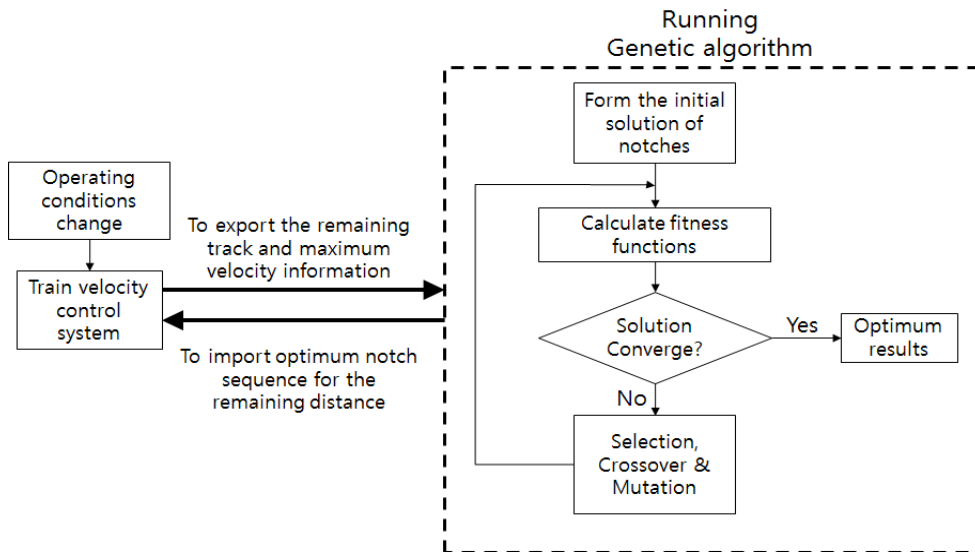 Running
Genetic algorithm
Form the initial
solution of
notches
Operating
conditions
change
To export the remaining
track and maximum
velocity information
Calculate fitness
functions
Train velocity
control
system
Solution
Converge?
Yes
Optimum
results
To import optimum notch
sequence for the
remaining distance
No
Selection,
Crossover &
Mutation